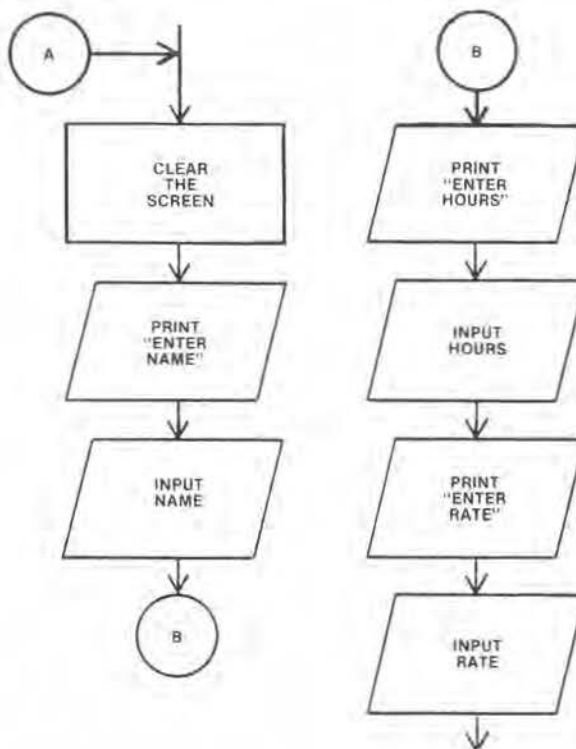 A
CLEAR
THE
SCREEN
PRINT
"ENTER
NAME"
INPUT
NAME
B
B
PRINT
"ENTER
HOURS"
INPUT
HOURS
PRINT
"ENTER
RATE"
INPUT
RATE